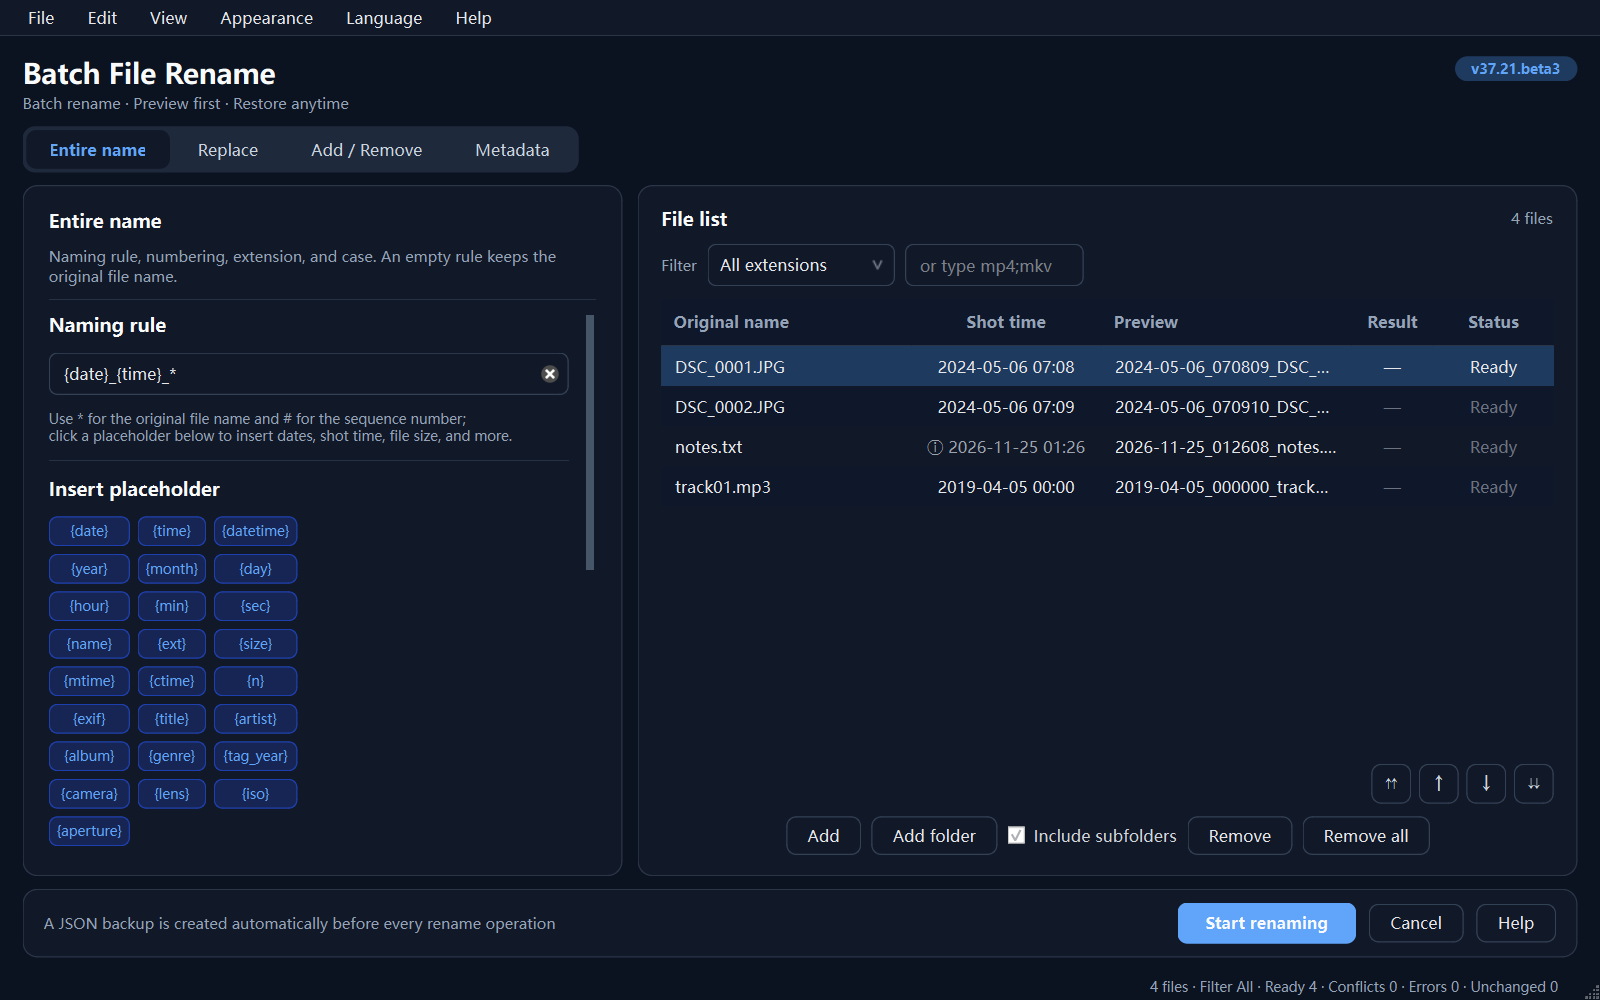 File Edit View Appearance Language Help
Batch File Rename
v37.21.beta3
Batch rename · Preview first · Restore anytime
Entire name Replace Add / Remove Metadata
Entire name
Naming rule, numbering, extension, and case. An empty rule keeps the
original file name.
Naming rule
{date}_{time}_*
Use * for the original file name and # for the sequence number;
click a placeholder below to insert dates, shot time, file size, and more.
Insert placeholder
{date} {time} {datetime}
{year} {month} {day}
{hour} {min} {sec}
{name} {ext} {size}
{mtime} {ctime} {n}
{exif} {title} {artist}
{album} {genre} {tag_year}
{camera} {lens} {iso}
{aperture}
File list
4 files
Filter All extensions or type mp4;mkv
Original name Shot time Preview Result Status
DSC_0001.JPG 2024-05-06 07:08 2024-05-06_070809_DSC_... — Ready
DSC_0002.JPG 2024-05-06 07:09 2024-05-06_070910_DSC_... — Ready
notes.txt ⓘ 2026-11-25 01:26 2026-11-25_012608_notes.... — Ready
track01.mp3 2019-04-05 00:00 2019-04-05_000000_track... — Ready
⇈ ↑ ↓ ⇊
Add Add folder Include subfolders Remove Remove all
A JSON backup is created automatically before every rename operation
Start renaming Cancel Help
4 files · Filter All · Ready 4 · Conflicts 0 · Errors 0 · Unchanged 0